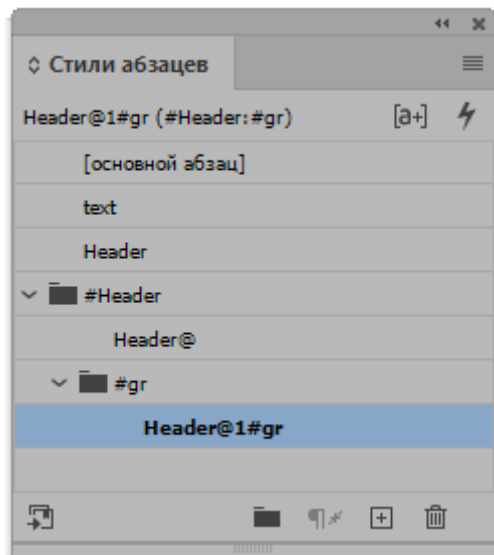 Стили абзацев
Header@1#gr (#Header:#gr) [a+]
[основной абзац]
text
Header
#Header
Header@
#gr
Header@1#gr